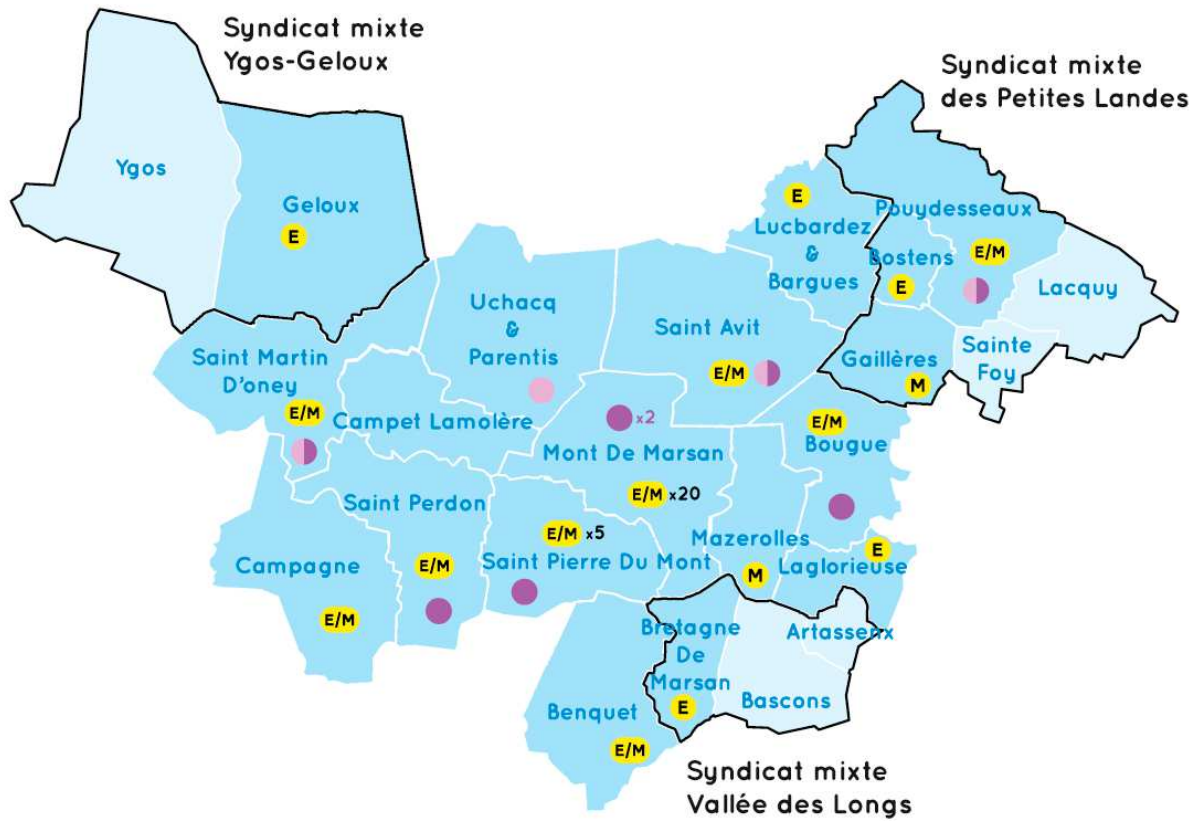 Syndicat mixte
Ygos-Geloux
Syndicat mixte
des Petites Landes
Ygos
Geloux
E
E
Lucbardez
&
Bargues
Pouydesseaux
E/M
Bostens
E
Lacquy
Uchacq
&
Parentis
Saint Avit
E/M
Gaillères
M
Sainte
Foy
Saint Martin
D'oney
E/M
Campet Lamolère
x2
Mont De Marsan
E/M x20
E/M
Bougue
Saint Perdon
E/M
E/M x5
Saint Pierre Du Mont
Mazerolles
M
E
Laglorieuse
Campagne
E/M
Bretagne
De
Marsan
E
Artassenx
Bascons
Benquet
E/M
Syndicat mixte
Vallée des Longs